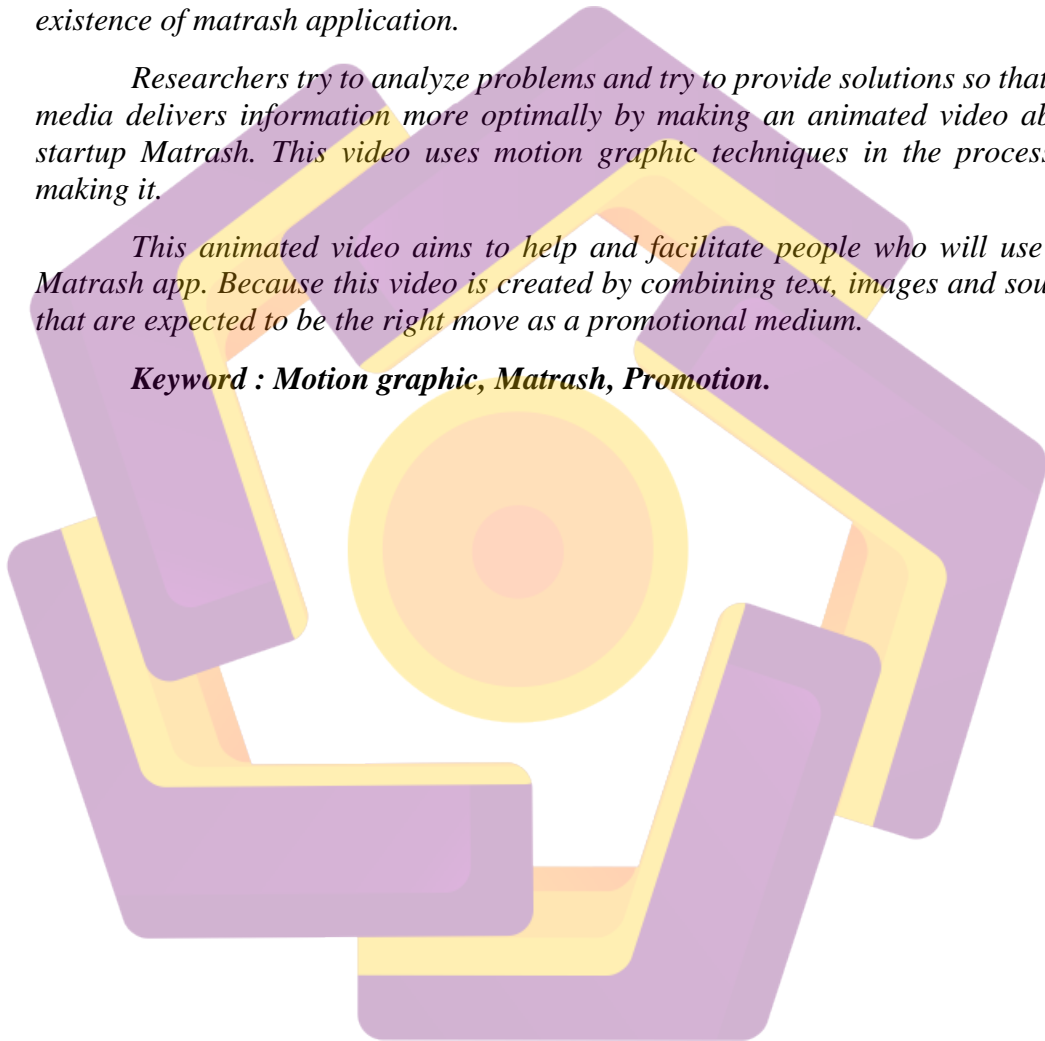 existence of matrash application.
Researchers try to analyze problems and try to provide solutions so that
media delivers information more optimally by making an animated video
startup Matrash. This video uses motion graphic techniques in the process
making it.
This animated video aims to help and facilitate people who will use
Matrash app. Because this video is created by combining text, images and
that are expected to be the right move as a promotional medium.
Keyword : Motion graphic, Matrash, Promotion.